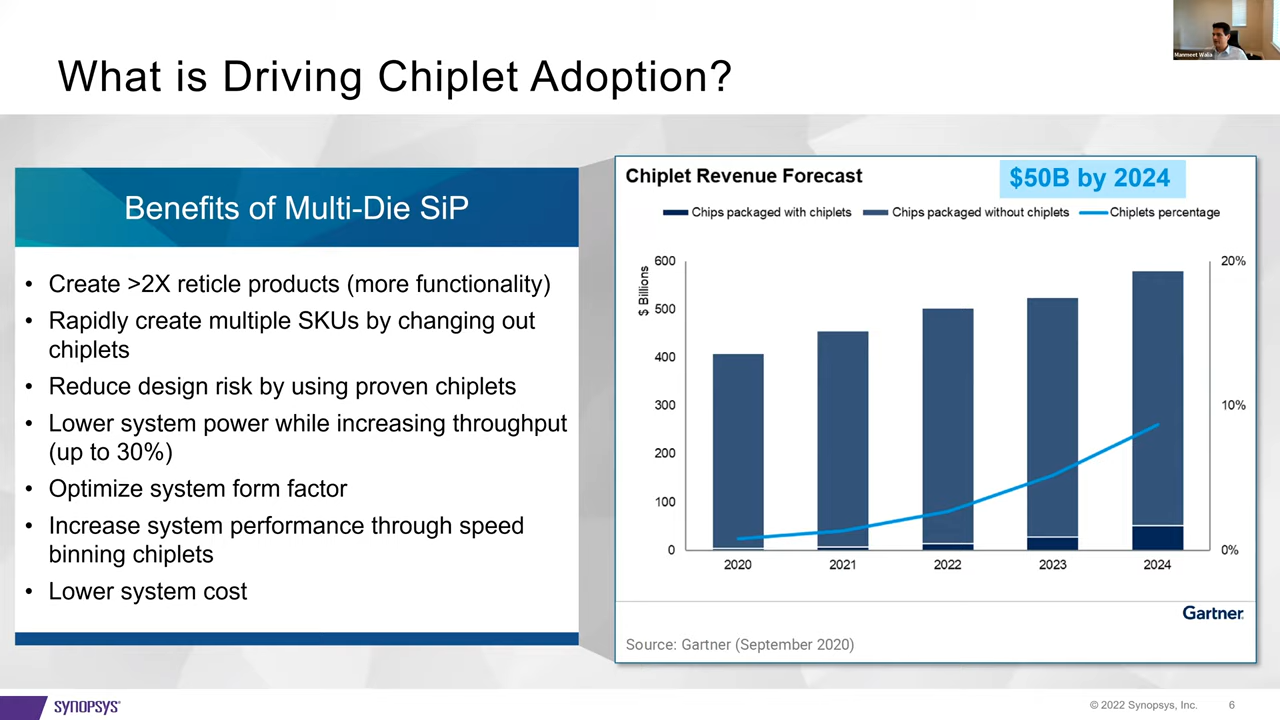 What is Driving Chiplet Adoption?
Manmeet Walia
Benefits of Multi-Die SiP
• Create >2X reticle products (more functionality)
• Rapidly create multiple SKUs by changing out
chiplets
• Reduce design risk by using proven chiplets
• Lower system power while increasing throughput
(up to 30%)
• Optimize system form factor
• Increase system performance through speed
binning chiplets
• Lower system cost
Chiplet Revenue Forecast
$50B by 2024
Chips packaged with chiplets Chips packaged without chiplets Chiplets percentage
$ Billions
600 20%
500
400
300 10%
200
100
0 0%
2020 2021 2022 2023 2024
Gartner
Source: Gartner (September 2020)
SYNOPSYS® © 2022 Synopsys, Inc. 6